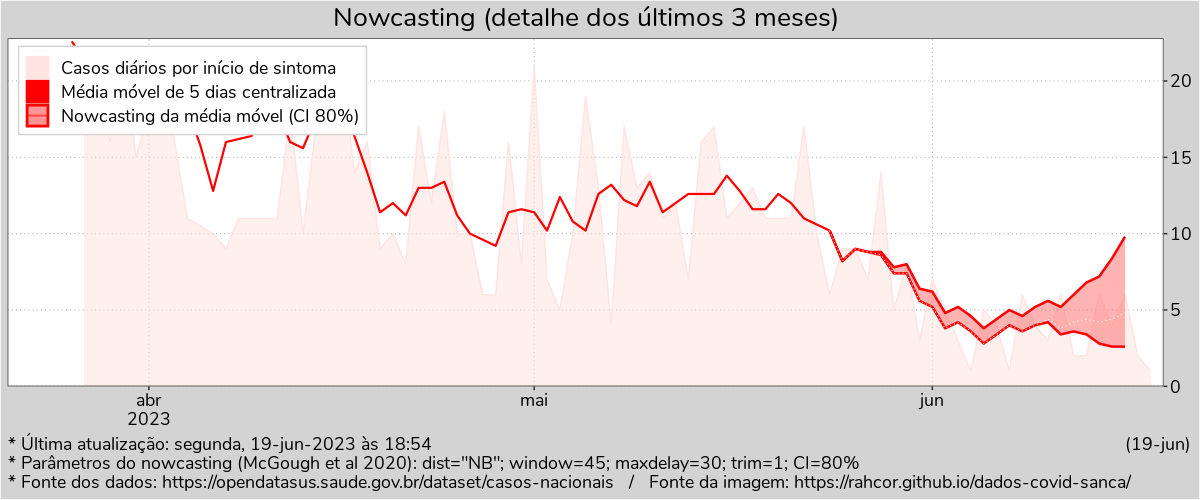 Nowcasting (detalhe dos últimos 3 meses)
Casos diários por início de sintoma
Média móvel de 5 dias centralizada
Nowcasting da média móvel (CI 80%)
20
15
10
5
0
abr
2023
mai
jun
* Última atualização: segunda, 19-jun-2023 às 18:54
(19-jun)
* Parâmetros do nowcasting (McGough et al 2020): dist="NB"; window=45; maxdelay=30; trim=1; CI=80%
* Fonte dos dados: https://opendatasus.saude.gov.br/dataset/casos-nacionais / Fonte da imagem: https://rahcor.github.io/dados-covid-sanca/